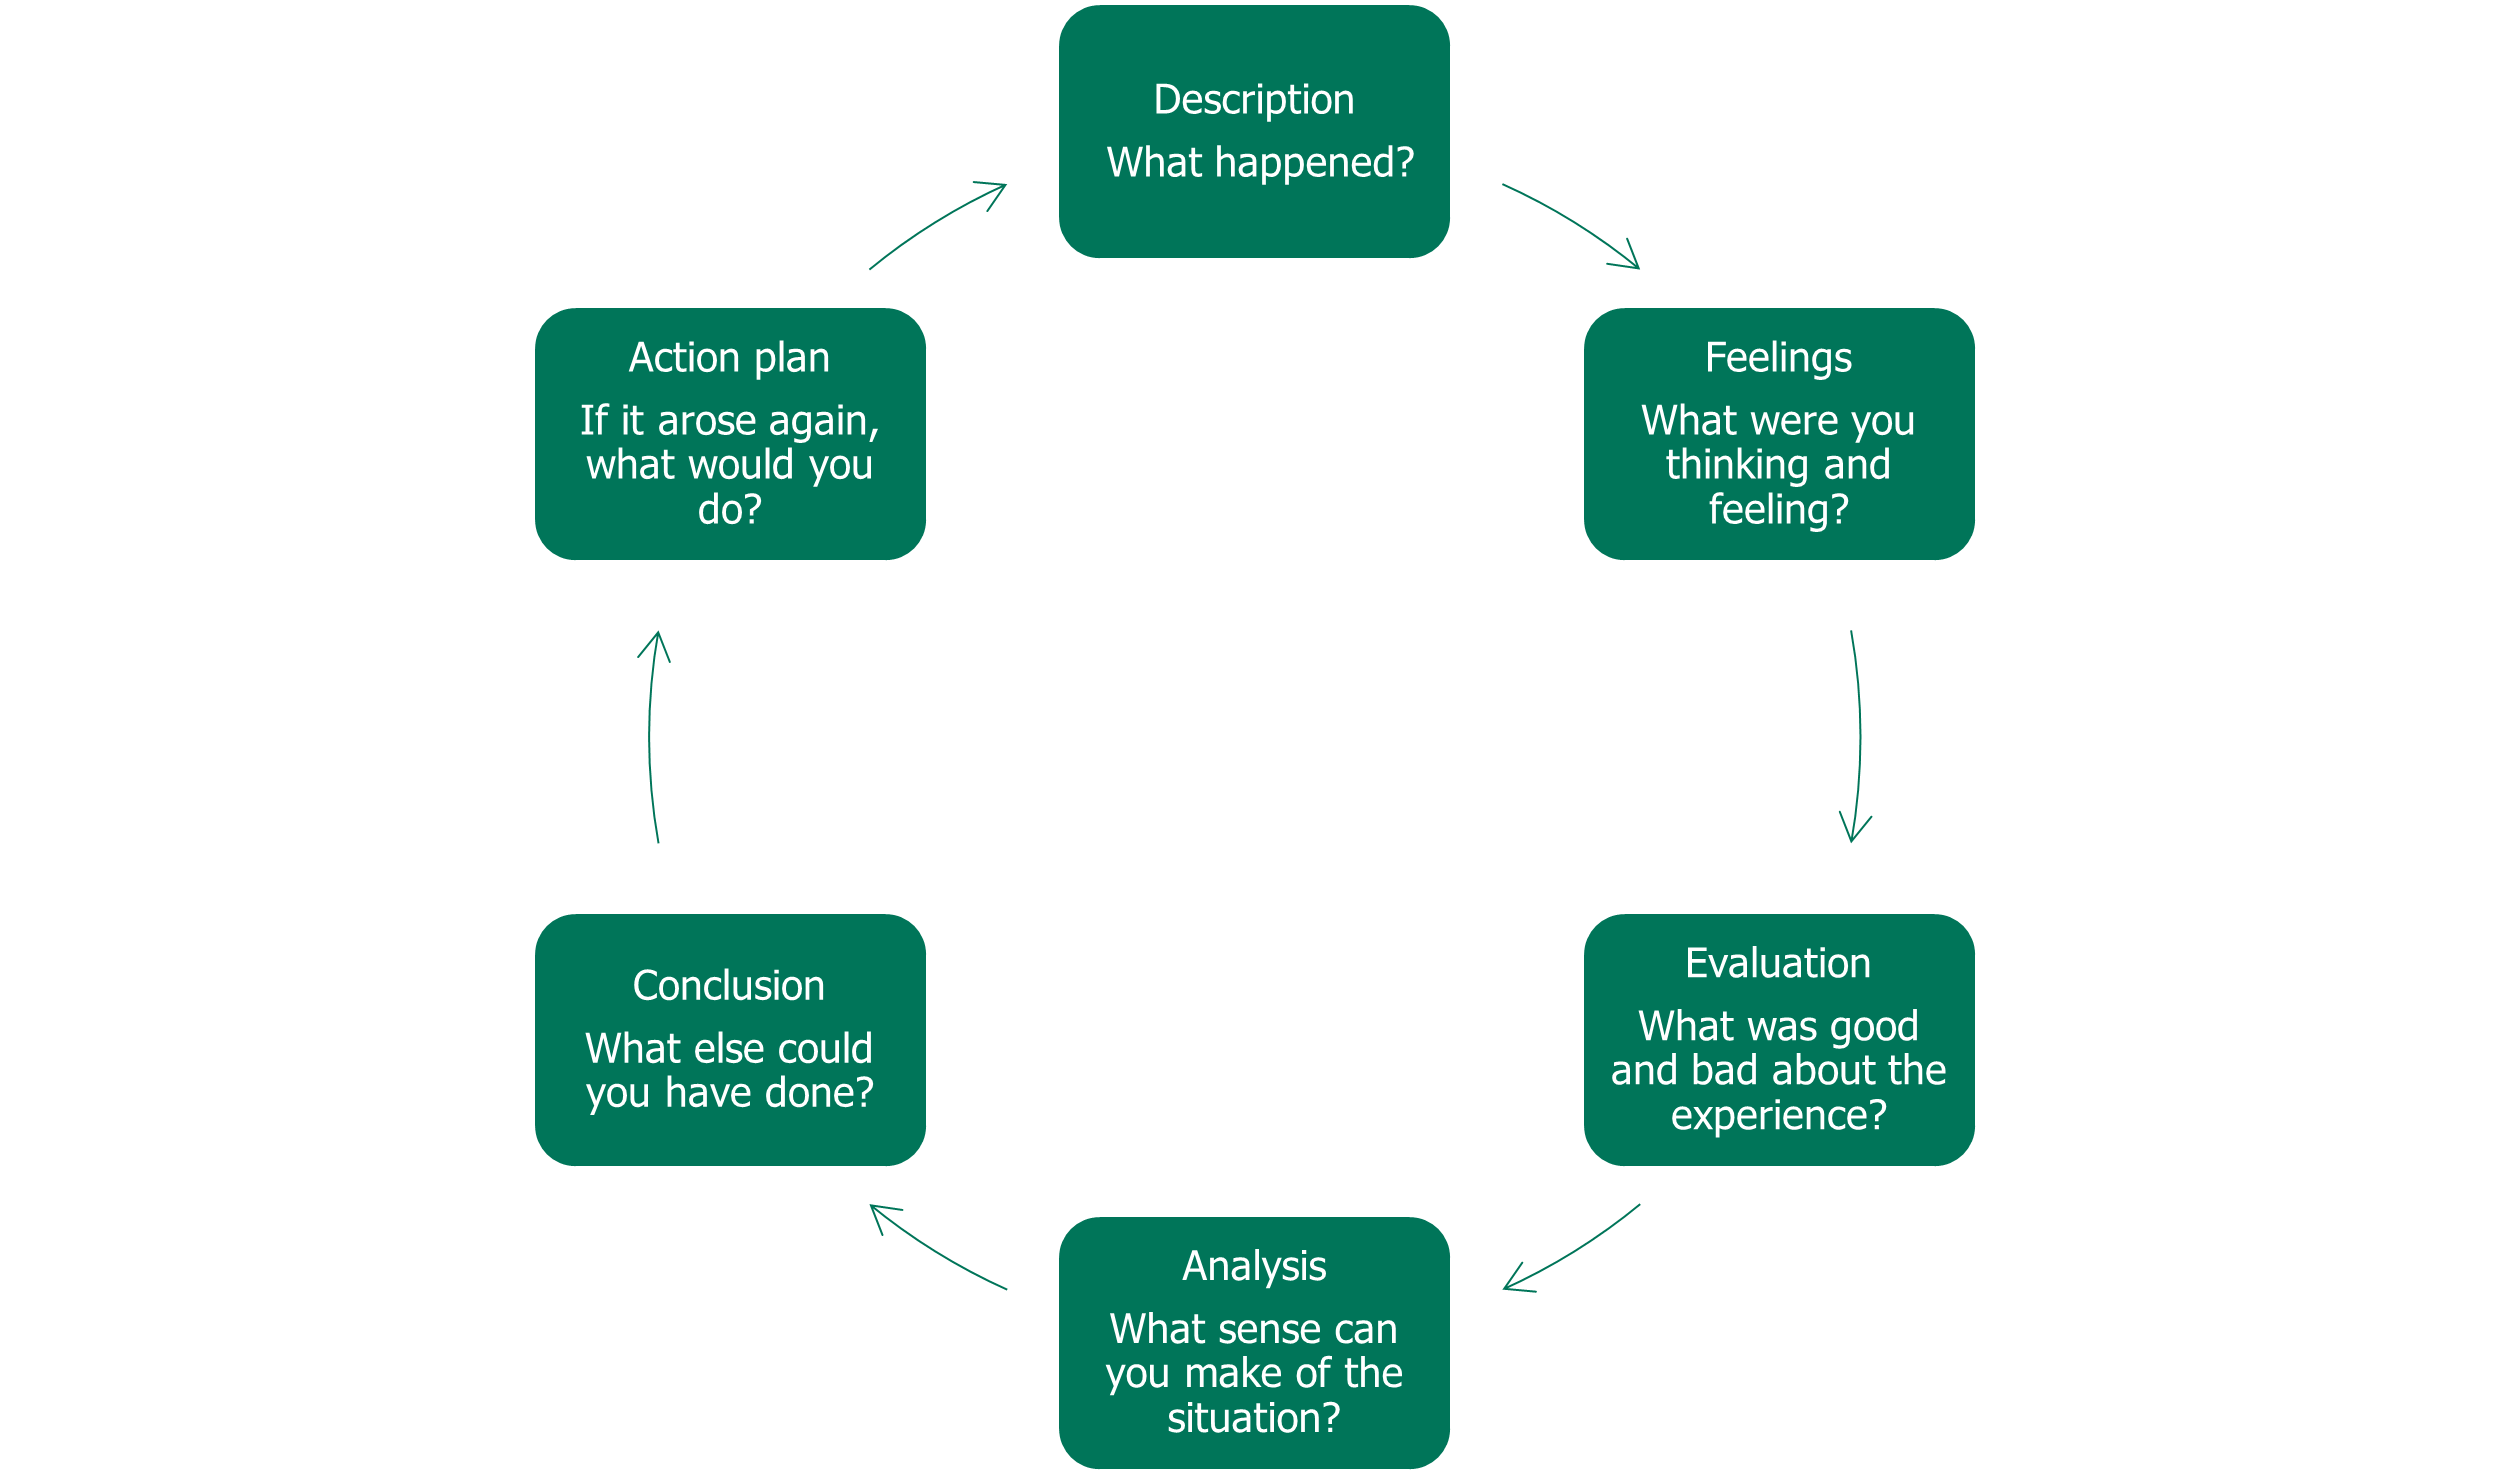 Description
What happened?
Feelings
What were you
thinking and
feeling?
Evaluation
What was good
and bad about the
experience?
Analysis
What sense can
you make of the
situation?
Conclusion
What else could
you have done?
Action plan
If it arose again,
what would you
do?